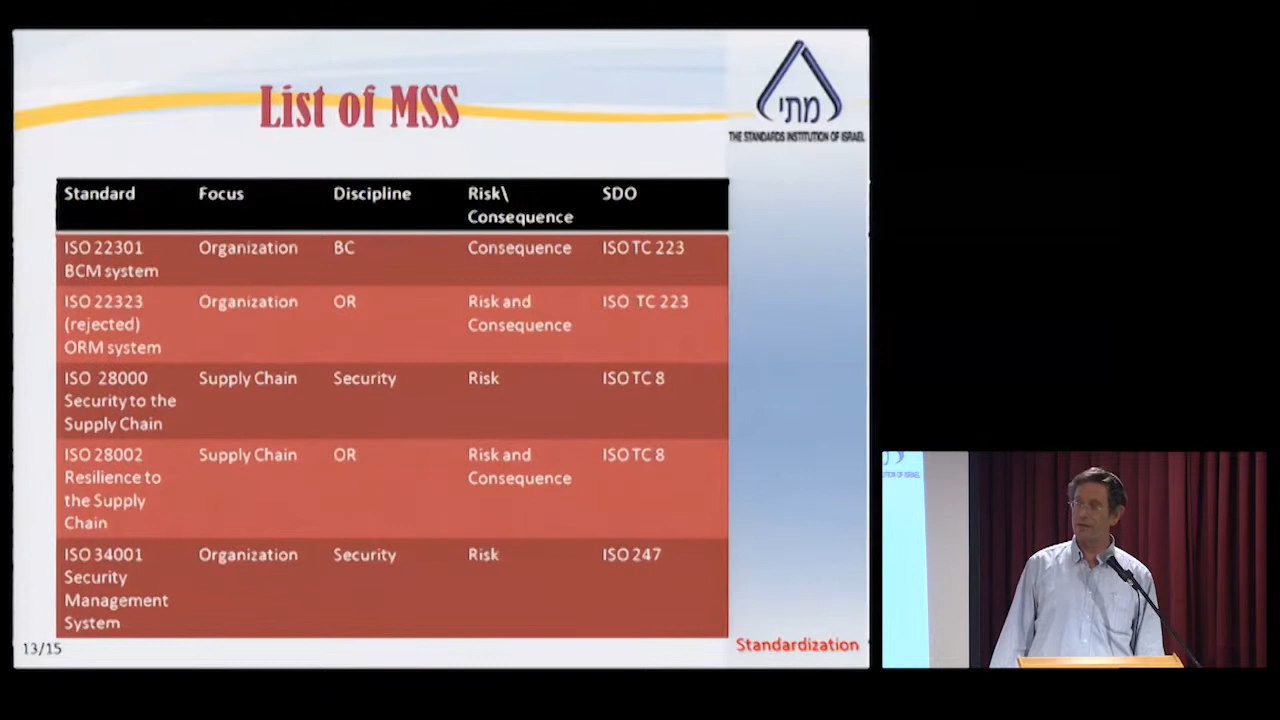 List of MSS
מתי
THE STANDARDS INSTITUTION OF ISRAEL
Standard Focus Discipline Risk\ SDO
Consequence
ISO 22301 Organization BC Consequence ISO TC 223
BCM system
ISO 22323 Organization OR Risk and ISO TC 223
(rejected) Consequence
ORM system
ISO 28000 Supply Chain Security Risk ISO TC 8
Security to the
Supply Chain
ISO 28002 Supply Chain OR Risk and ISO TC 8
Resilience to Consequence
the Supply
Chain
ISO 34001 Organization Security Risk ISO 247
Security
Management
System
13/15
Standardization
OF ISRAEL